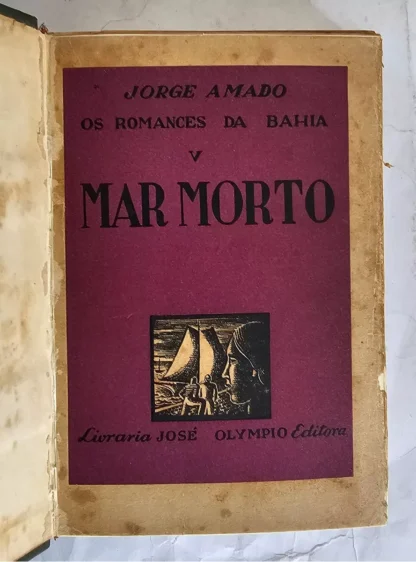 JORGE AMADO
OS ROMANCES DA BAHIA
V
MAR MORTO
Livraria JOSÉ OLYMPIO Editora